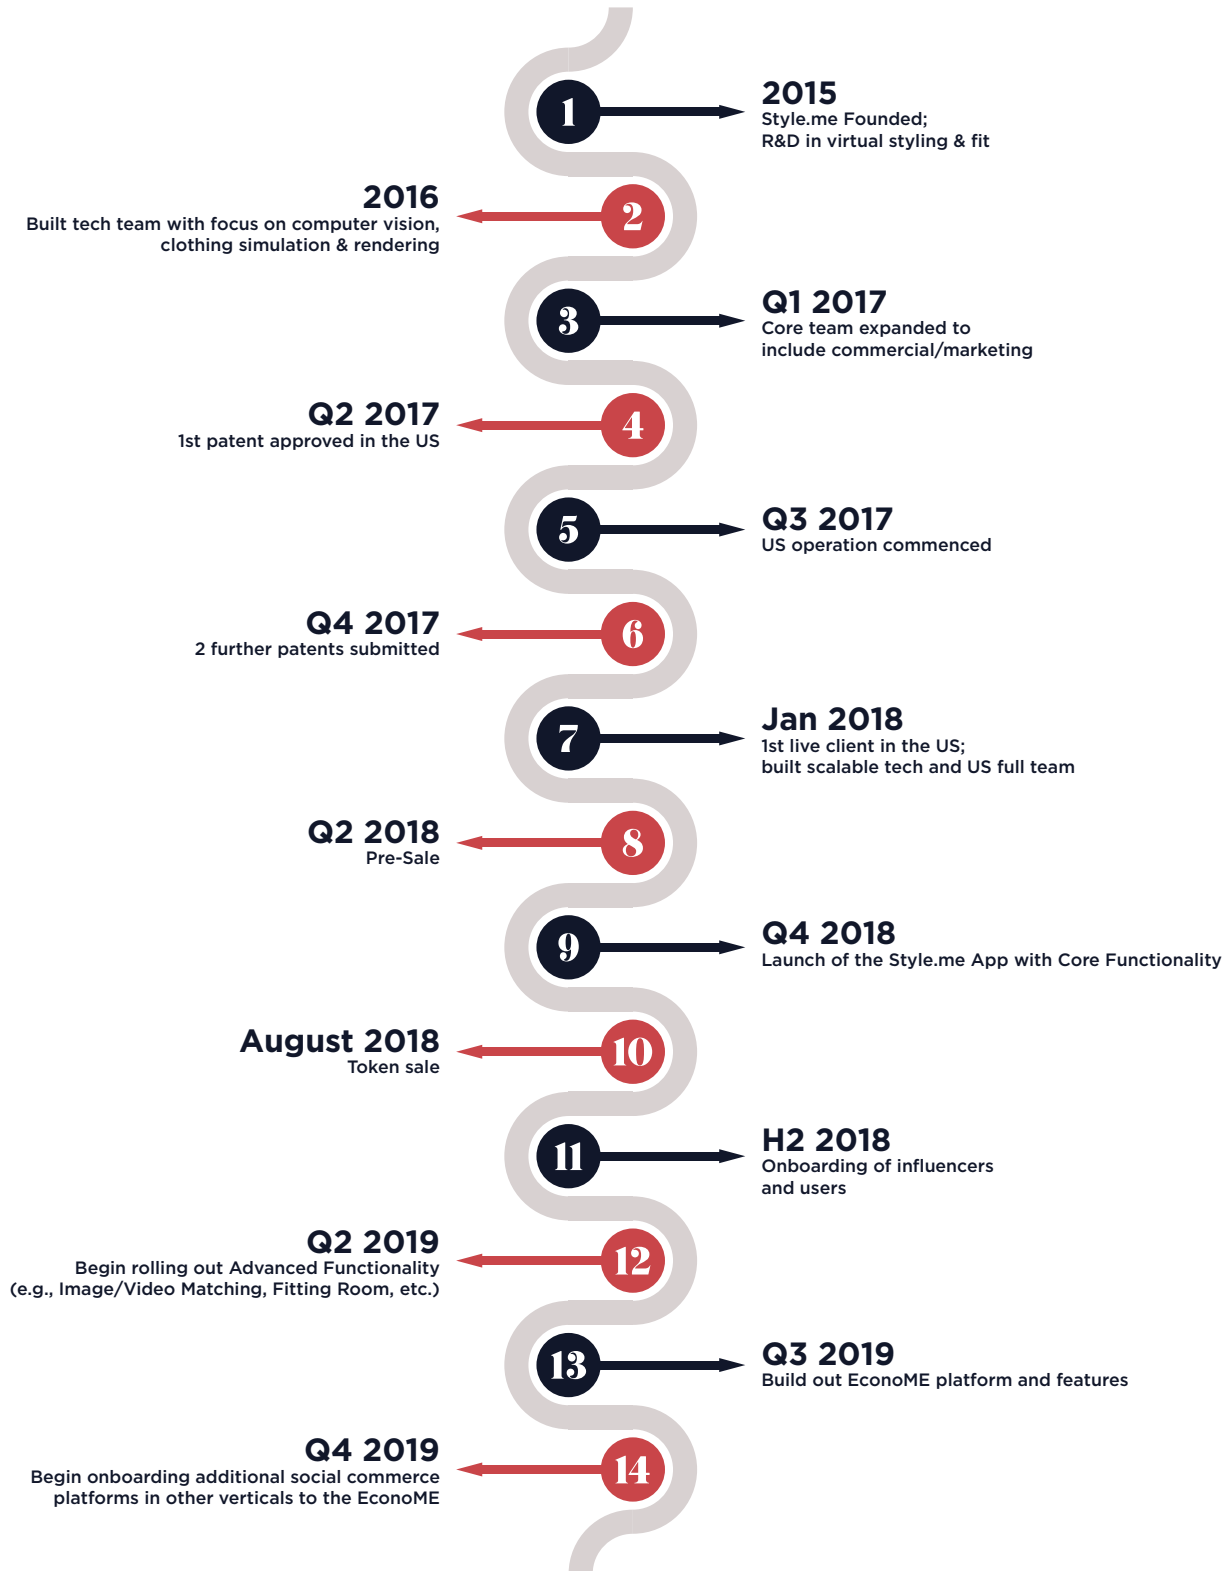 1
2015
Style.me Founded;
R&D in virtual styling & fit
2016
Built tech team with focus on computer vision,
clothing simulation & rendering
2
3
Q1 2017
Core team expanded to
include commercial/marketing
Q2 2017
1st patent approved in the US
4
5
Q3 2017
US operation commenced
Q4 2017
2 further patents submitted
6
7
Jan 2018
1st live client in the US;
built scalable tech and US full team
Q2 2018
Pre-Sale
8
9
Q4 2018
Launch of the Style.me App with Core Functionality
August 2018
Token sale
10
11
H2 2018
Onboarding of influencers
and users
Q2 2019
Begin rolling out Advanced Functionality
(e.g., Image/Video Matching, Fitting Room, etc.)
12
13
Q3 2019
Build out EconoME platform and features
Q4 2019
Begin onboarding additional social commerce
platforms in other verticals to the EconoME
14